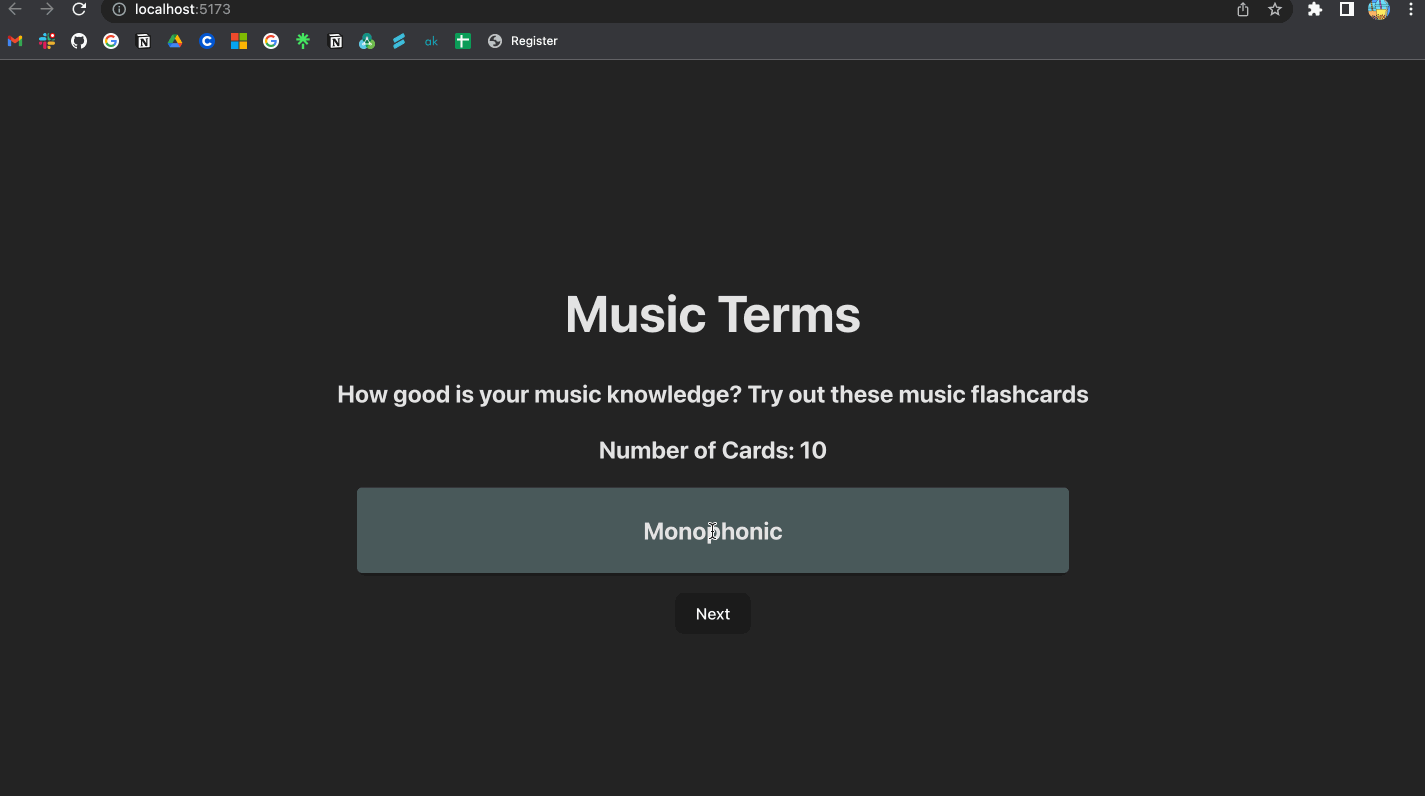 localhost:5173
ak
Register
Music Terms
How good is your music knowledge? Try out these music flashcards
Number of Cards: 10
Monophonic
Next